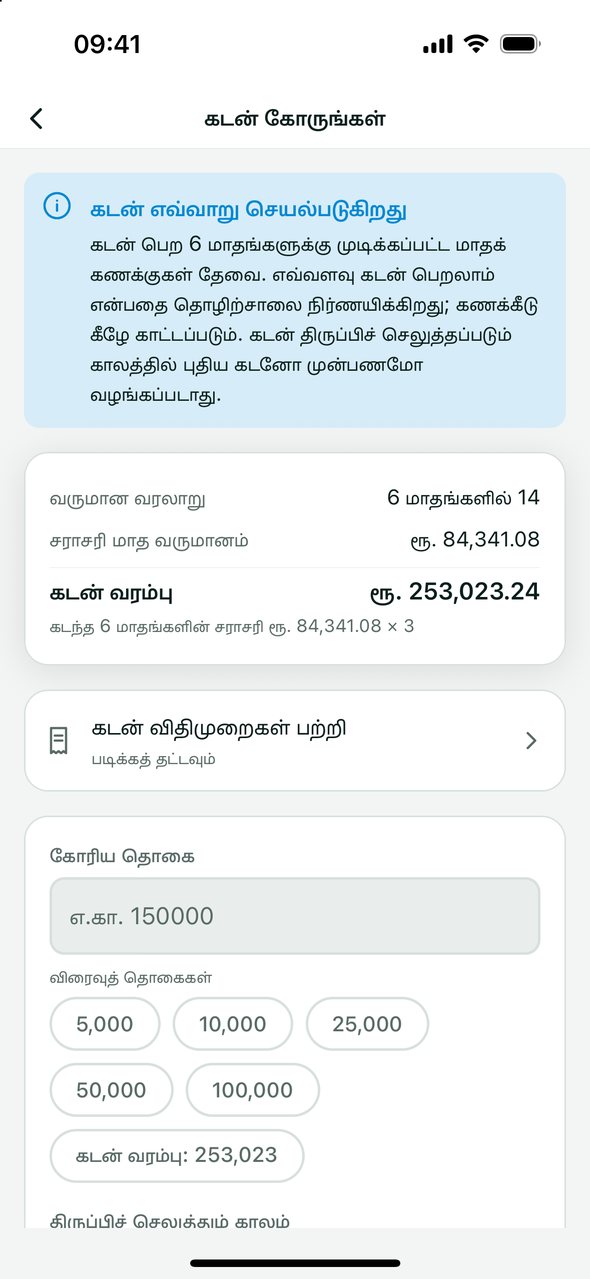 09:41
கடன் கோருங்கள்
கடன் எவ்வாறு செயல்படுகிறது
கடன் பெற 6 மாதங்களுக்கு முடிக்கப்பட்ட மாதக்
கணக்குகள் தேவை. எவ்வளவு கடன் பெறலாம்
என்பதை தொழிற்சாலை நிர்ணயிக்கிறது; கணக்கீடு
கீழே காட்டப்படும். கடன் திருப்பிச் செலுத்தப்படும்
காலத்தில் புதிய கடனோ முன்பணமோ
வழங்கப்படாது.
வருமான வரலாறு 6 மாதங்களில் 14
சராசரி மாத வருமானம் ரூ. 84,341.08
கடன் வரம்பு ரூ. 253,023.24
கடந்த 6 மாதங்களின் சராசரி ரூ. 84,341.08 × 3
கடன் விதிமுறைகள் பற்றி
படிக்கத் தட்டவும்
கோரிய தொகை
எ.கா. 150000
விரைவுத் தொகைகள்
5,000 10,000 25,000
50,000 100,000
கடன் வரம்பு: 253,023
திருப்பிச் செலுத்தும் காலம்